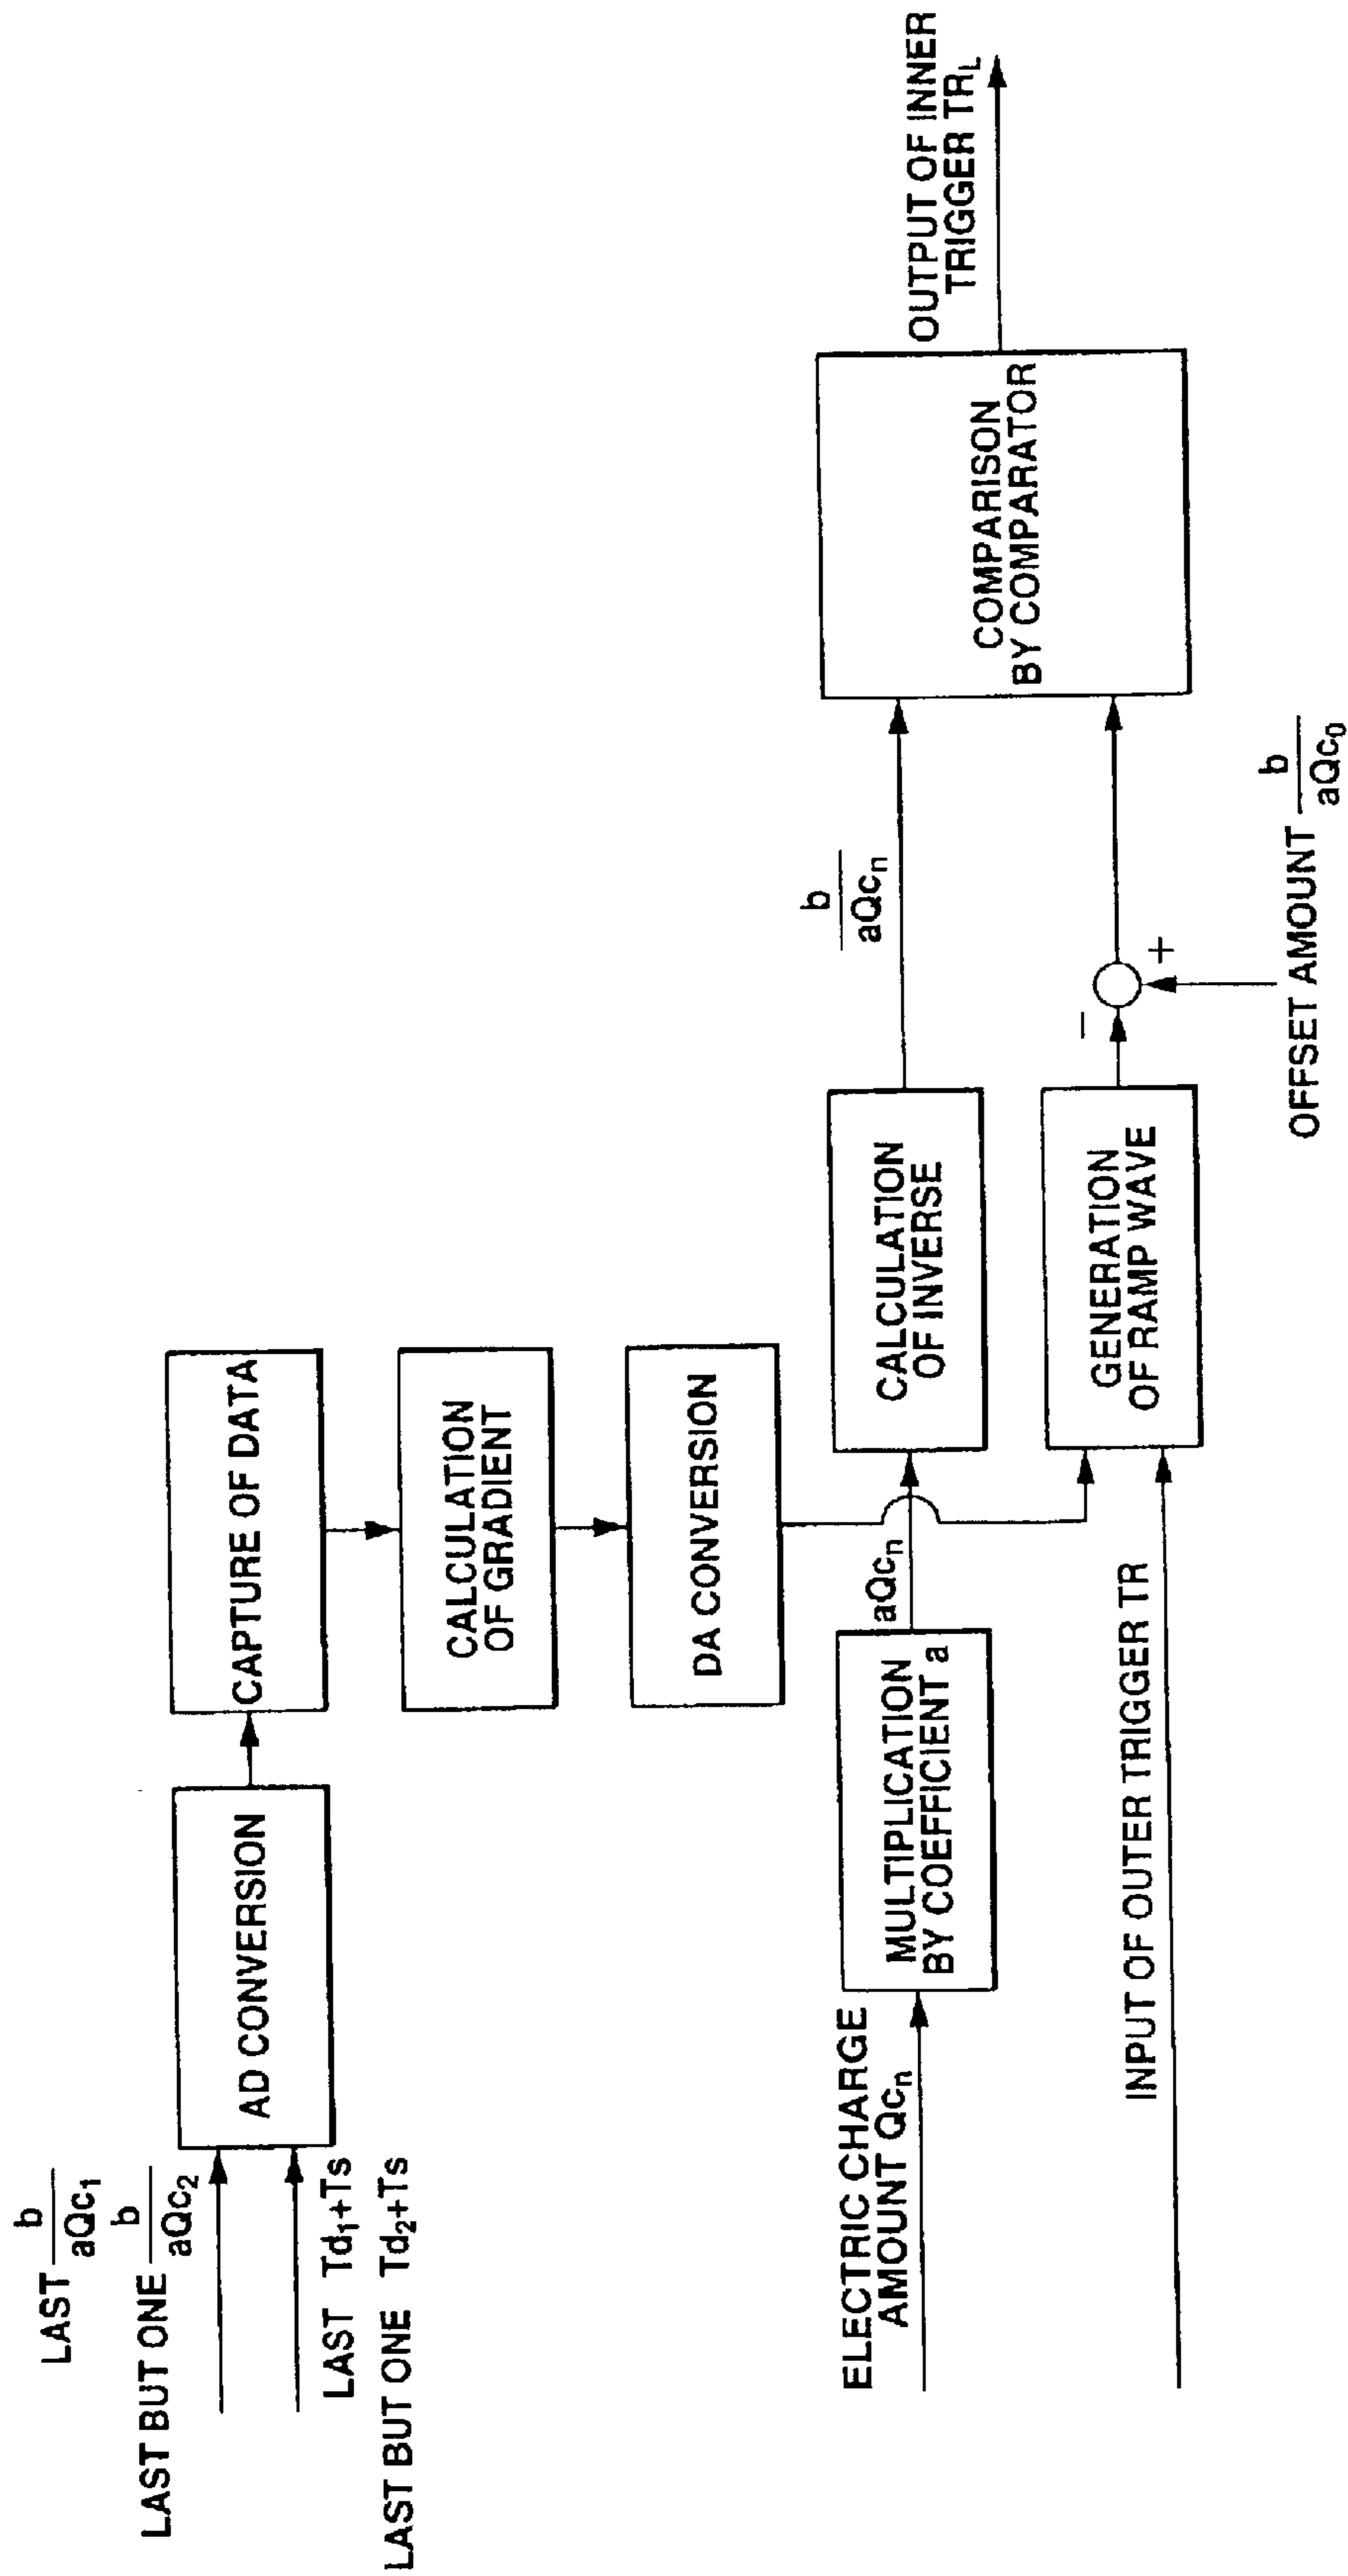 LAST b/aQc₁
LAST BUT ONE b/aQc₂
LAST Td₁+Ts
LAST BUT ONE Td₂+Ts
AD CONVERSION
CAPTURE OF DATA
CALCULATION
OF GRADIENT
DA CONVERSION
ELECTRIC CHARGE
AMOUNT Qcₙ
MULTIPLICATION
BY COEFFICIENT a
aQcₙ
CALCULATION
OF INVERSE
b/aQcₙ
INPUT OF OUTER TRIGGER TR
GENERATION
OF RAMP WAVE
−
+
OFFSET AMOUNT b/aQc₀
COMPARISON
BY COMPARATOR
OUTPUT OF INNER
TRIGGER TR_L